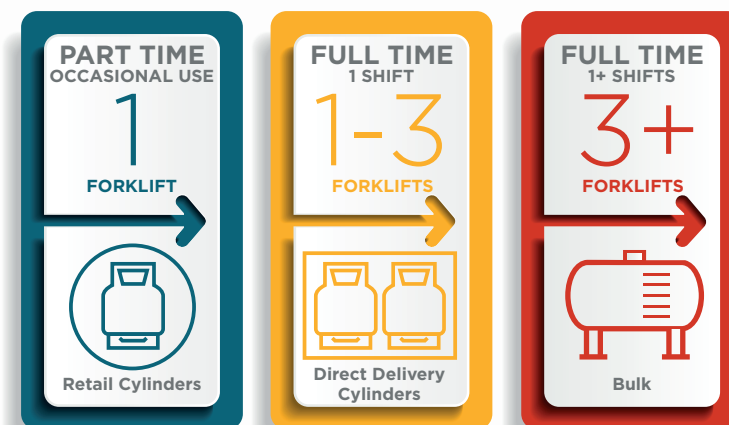 PART TIME
OCCASIONAL USE
1
FORKLIFT
Retail Cylinders
FULL TIME
1 SHIFT
1-3
FORKLIFTS
Direct Delivery
Cylinders
FULL TIME
1+ SHIFTS
3+
FORKLIFTS
Bulk